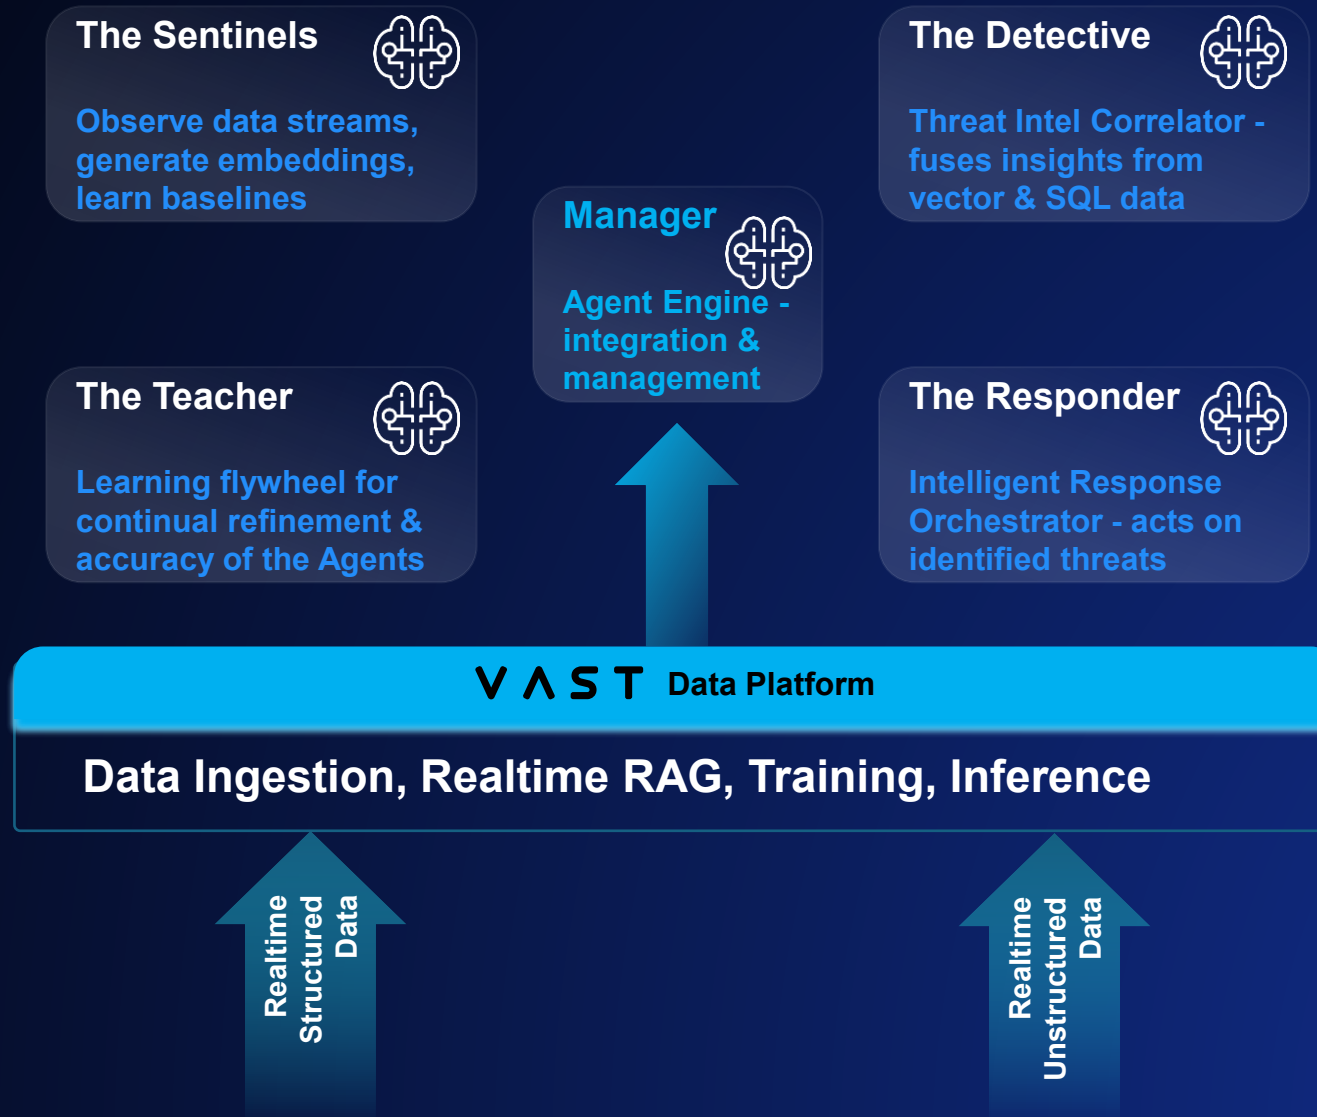 The Sentinels
Observe data streams,
generate embeddings,
learn baselines
The Detective
Threat Intel Correlator -
fuses insights from
vector & SQL data
Manager
Agent Engine -
integration &
management
The Teacher
Learning flywheel for
continual refinement &
accuracy of the Agents
The Responder
Intelligent Response
Orchestrator - acts on
identified threats
VAST Data Platform
Data Ingestion, Realtime RAG, Training, Inference
Realtime
Structured
Data
Realtime
Unstructured
Data